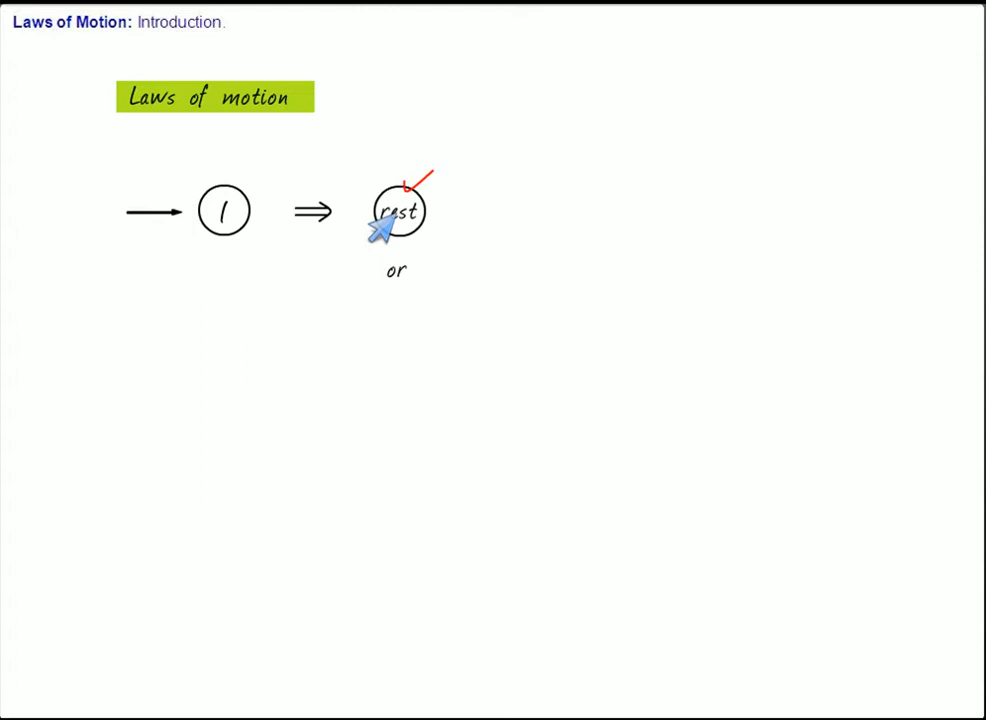 Laws of Motion: Introduction.
Laws of motion
1 ⇒ rest
or